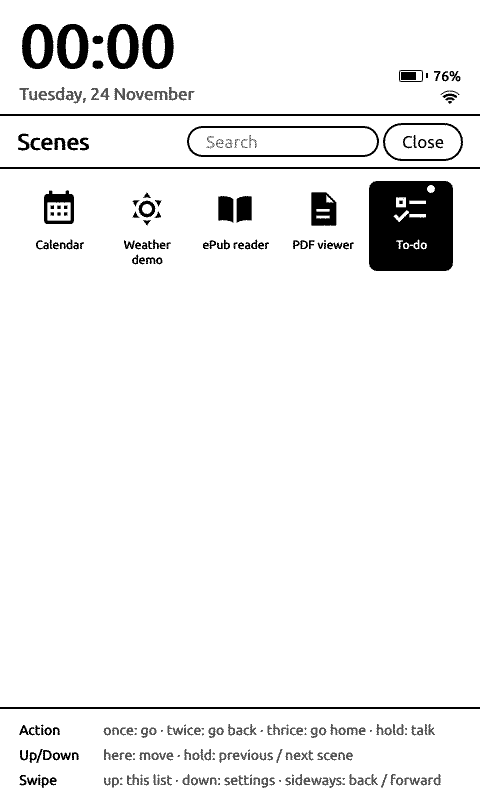 00:00
76%
Tuesday, 24 November
Scenes
Search
Close
Calendar
Weather
demo
ePub reader
PDF viewer
To-do
Action once: go · twice: go back · thrice: go home · hold: talk
Up/Down here: move · hold: previous / next scene
Swipe up: this list · down: settings · sideways: back / forward